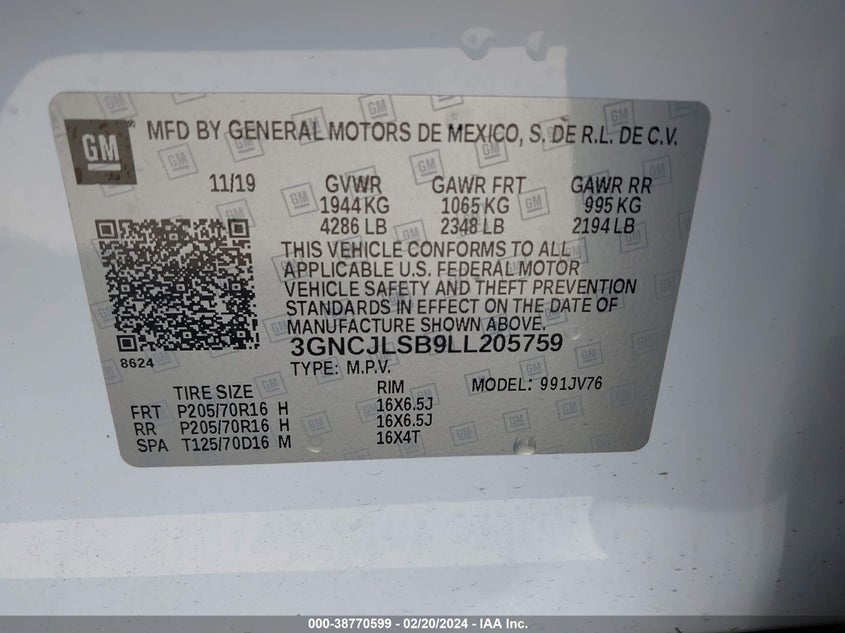 GM
MFD BY GENERAL MOTORS DE MEXICO, S. DE R.L. DE C.V.
11/19 GVWR GAWR FRT GAWR RR
1944 KG 1065 KG 995 KG
4286 LB 2348 LB 2194 LB
THIS VEHICLE CONFORMS TO ALL
APPLICABLE U.S. FEDERAL MOTOR
VEHICLE SAFETY AND THEFT PREVENTION
STANDARDS IN EFFECT ON THE DATE OF
MANUFACTURE SHOWN ABOVE.
8624
3GNCJLSB9LL205759
TYPE: M.P.V.
TIRE SIZE RIM MODEL: 991JV76
FRT P205/70R16 H 16X6.5J
RR P205/70R16 H 16X6.5J
SPA T125/70D16 M 16X4T
000-38770599 - 02/20/2024 - IAA Inc.